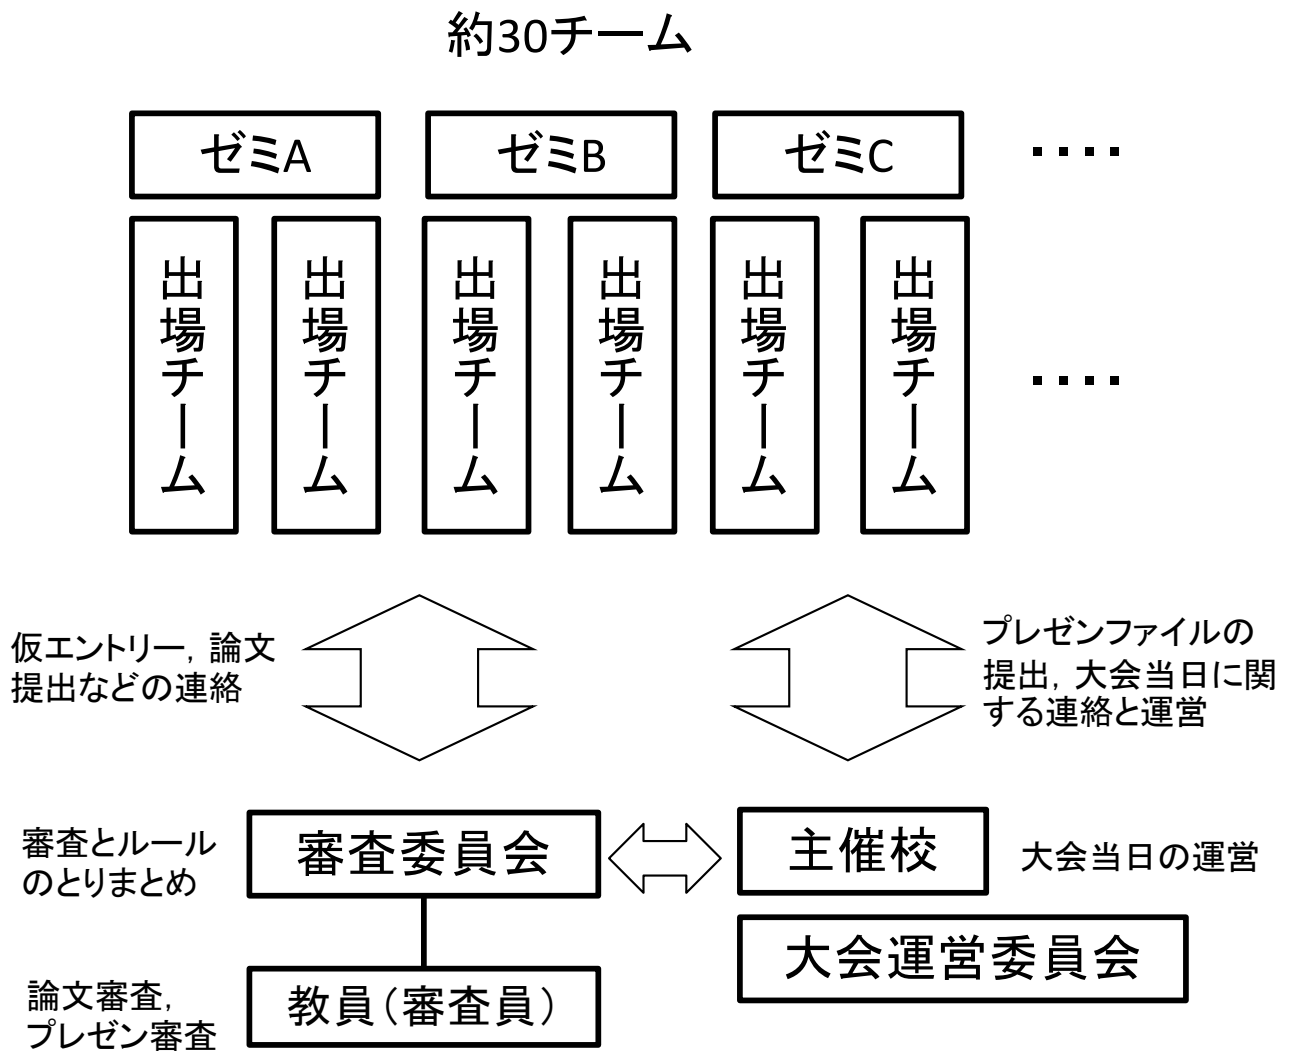 約30チーム
ゼミA
ゼミB
ゼミC
････
出場チーム
出場チーム
出場チーム
出場チーム
出場チーム
出場チーム
････
仮エントリー，論文
提出などの連絡
プレゼンファイルの
提出，大会当日に関
する連絡と運営
審査とルール
のとりまとめ
審査委員会
主催校
大会当日の運営
大会運営委員会
論文審査，
プレゼン審査
教員（審査員）